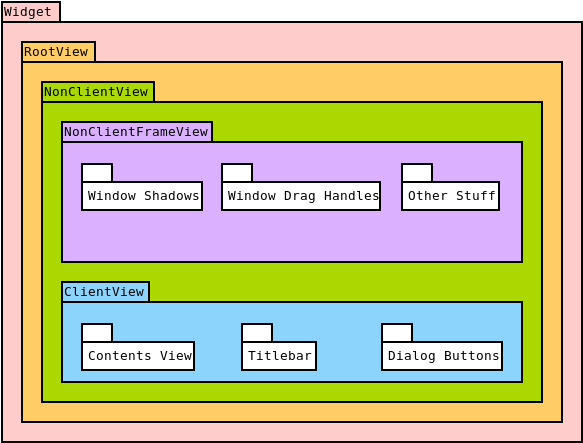 Widget
RootView
NonClientView
NonClientFrameView
Window Shadows
Window Drag Handles
Other Stuff
ClientView
Contents View
Titlebar
Dialog Buttons